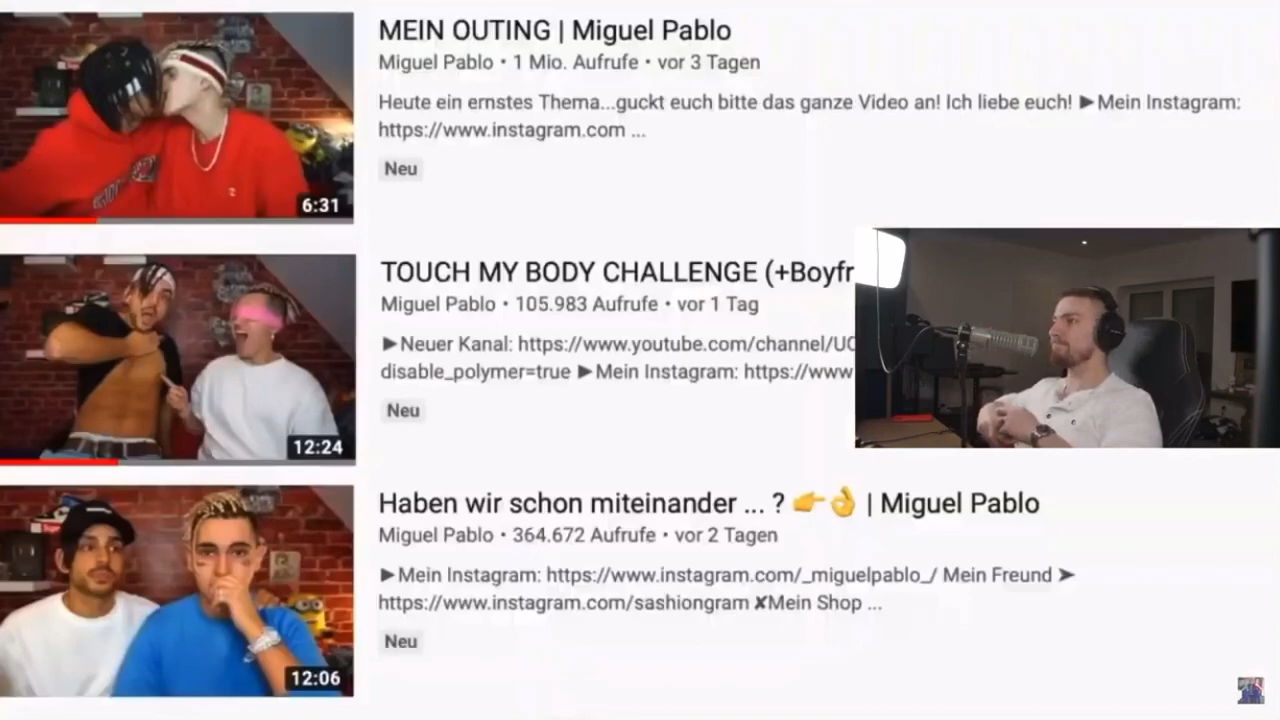 MEIN OUTING | Miguel Pablo
Miguel Pablo • 1 Mio. Aufrufe • vor 3 Tagen
Heute ein ernstes Thema...guckt euch bitte das ganze Video an! Ich liebe euch! ►Mein Instagram:
https://www.instagram.com ...
Neu
6:31
TOUCH MY BODY CHALLENGE (+Boyfr
Miguel Pablo • 105.983 Aufrufe • vor 1 Tag
►Neuer Kanal: https://www.youtube.com/channel/UC
disable_polymer=true ►Mein Instagram: https://www
Neu
12:24
Haben wir schon miteinander ... ? 👉👌 | Miguel Pablo
Miguel Pablo • 364.672 Aufrufe • vor 2 Tagen
►Mein Instagram: https://www.instagram.com/_miguelpablo_/ Mein Freund ➤
https://www.instagram.com/sashiongram ✘Mein Shop ...
Neu
12:06